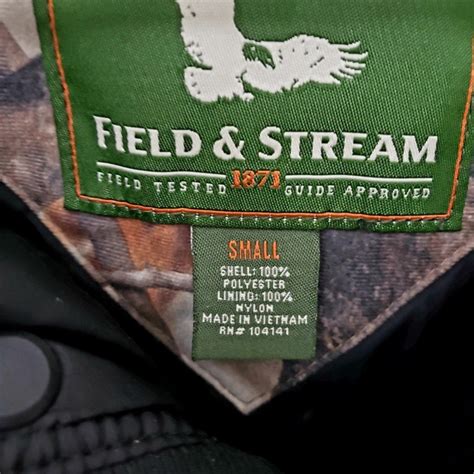 FIELD & STREAM
FIELD TESTED 1871 GUIDE APPROVED
SMALL
SHELL: 100%
POLYESTER
LINING: 100%
NYLON
MADE IN VIETNAM
RN# 104141